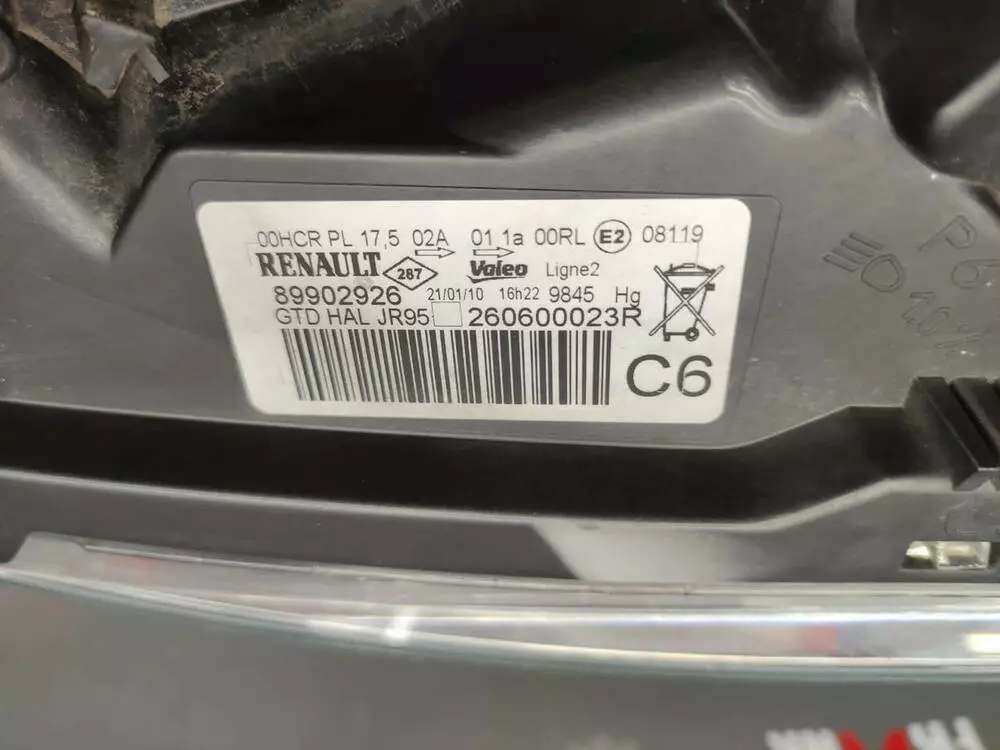 00HCR PL 17,5 02A 01 1a 00RL E2 08119
RENAULT 287 Valeo Ligne2
89902926 21/01/10 16h22 9845 Hg
GTD HAL JR95 260600023R
C6